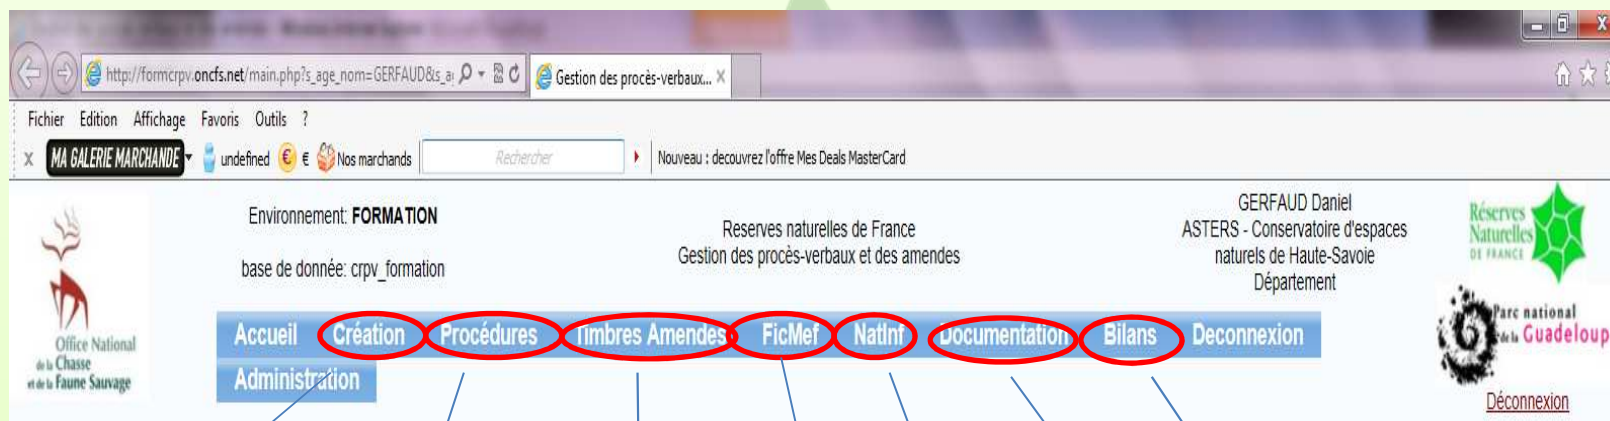 http://formcrpv.oncfs.net/main.php?s_age_nom=GERFAUD&s_a
Gestion des procès-verbaux...
Fichier Edition Affichage Favoris Outils ?
x MA GALERIE MARCHANDE undefined € € Nos marchands Rechercher Nouveau : decouvrez l'offre Mes Deals MasterCard
Environnement: FORMATION
base de donnée: crpv_formation
Reserves naturelles de France
Gestion des procès-verbaux et des amendes
GERFAUD Daniel
ASTERS - Conservatoire d'espaces
naturels de Haute-Savoie
Département
Réserves
Naturelles
DE FRANCE
Office National
de la Chasse
et de la Faune Sauvage
Parc national
de la Guadeloup
Accueil Création Procédures Timbres Amendes FicMef NatInf Documentation Bilans Deconnexion
Administration
Déconnexion